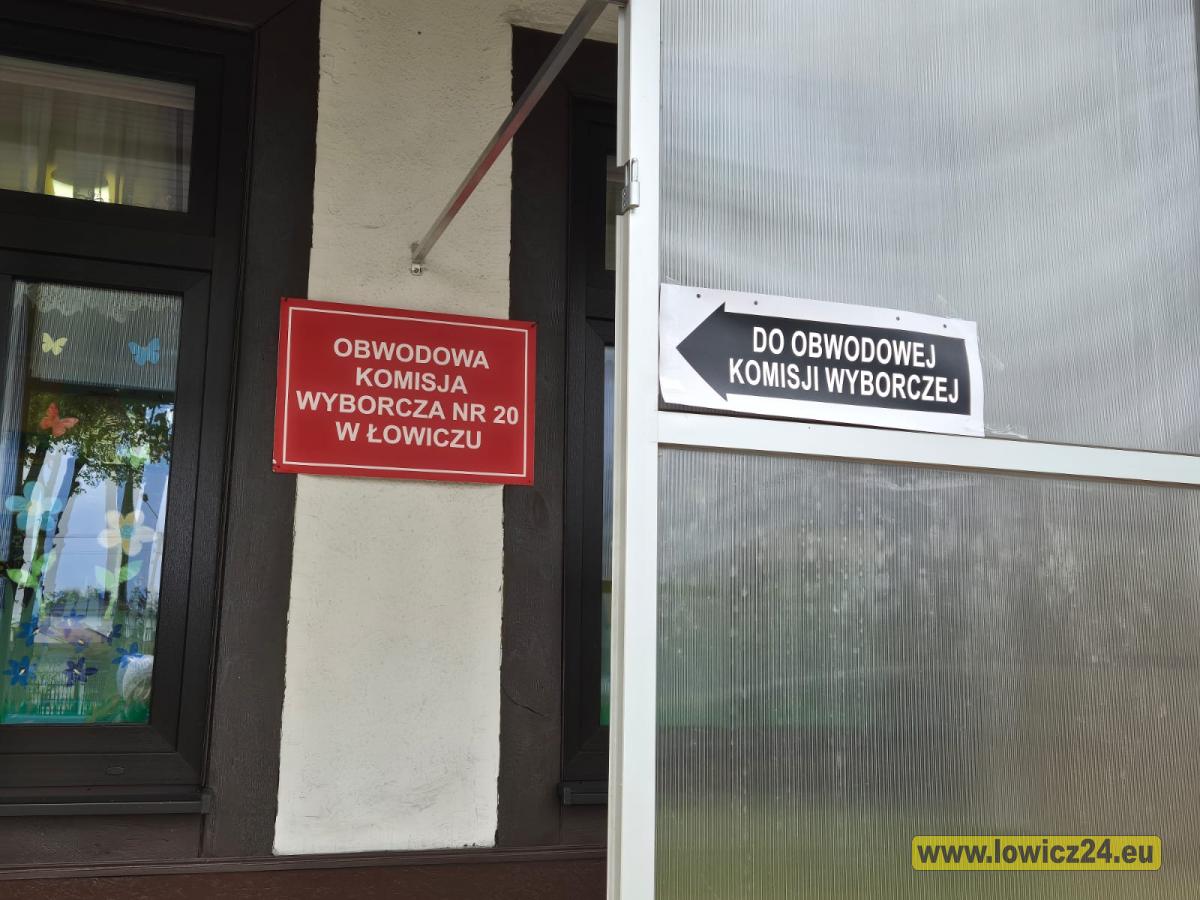 OBWODOWA
KOMISJA
WYBORCZA NR 20
W ŁOWICZU
DO OBWODOWEJ
KOMISJI WYBORCZEJ
www.lowicz24.eu